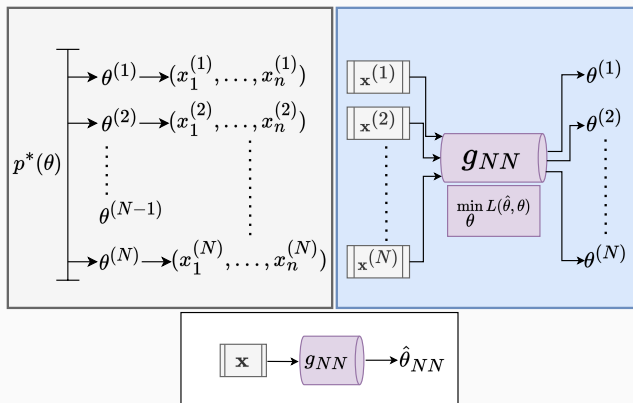 p*(θ)
θ^(1) (x_1^(1), ..., x_n^(1))
θ^(2) (x_1^(2), ..., x_n^(2))
θ^(N−1)
θ^(N) (x_1^(N), ..., x_n^(N))
x^(1)
x^(2)
x^(N)
g_NN
min_θ L(θ̂, θ)
θ^(1)
θ^(2)
θ^(N)
x g_NN θ̂_NN